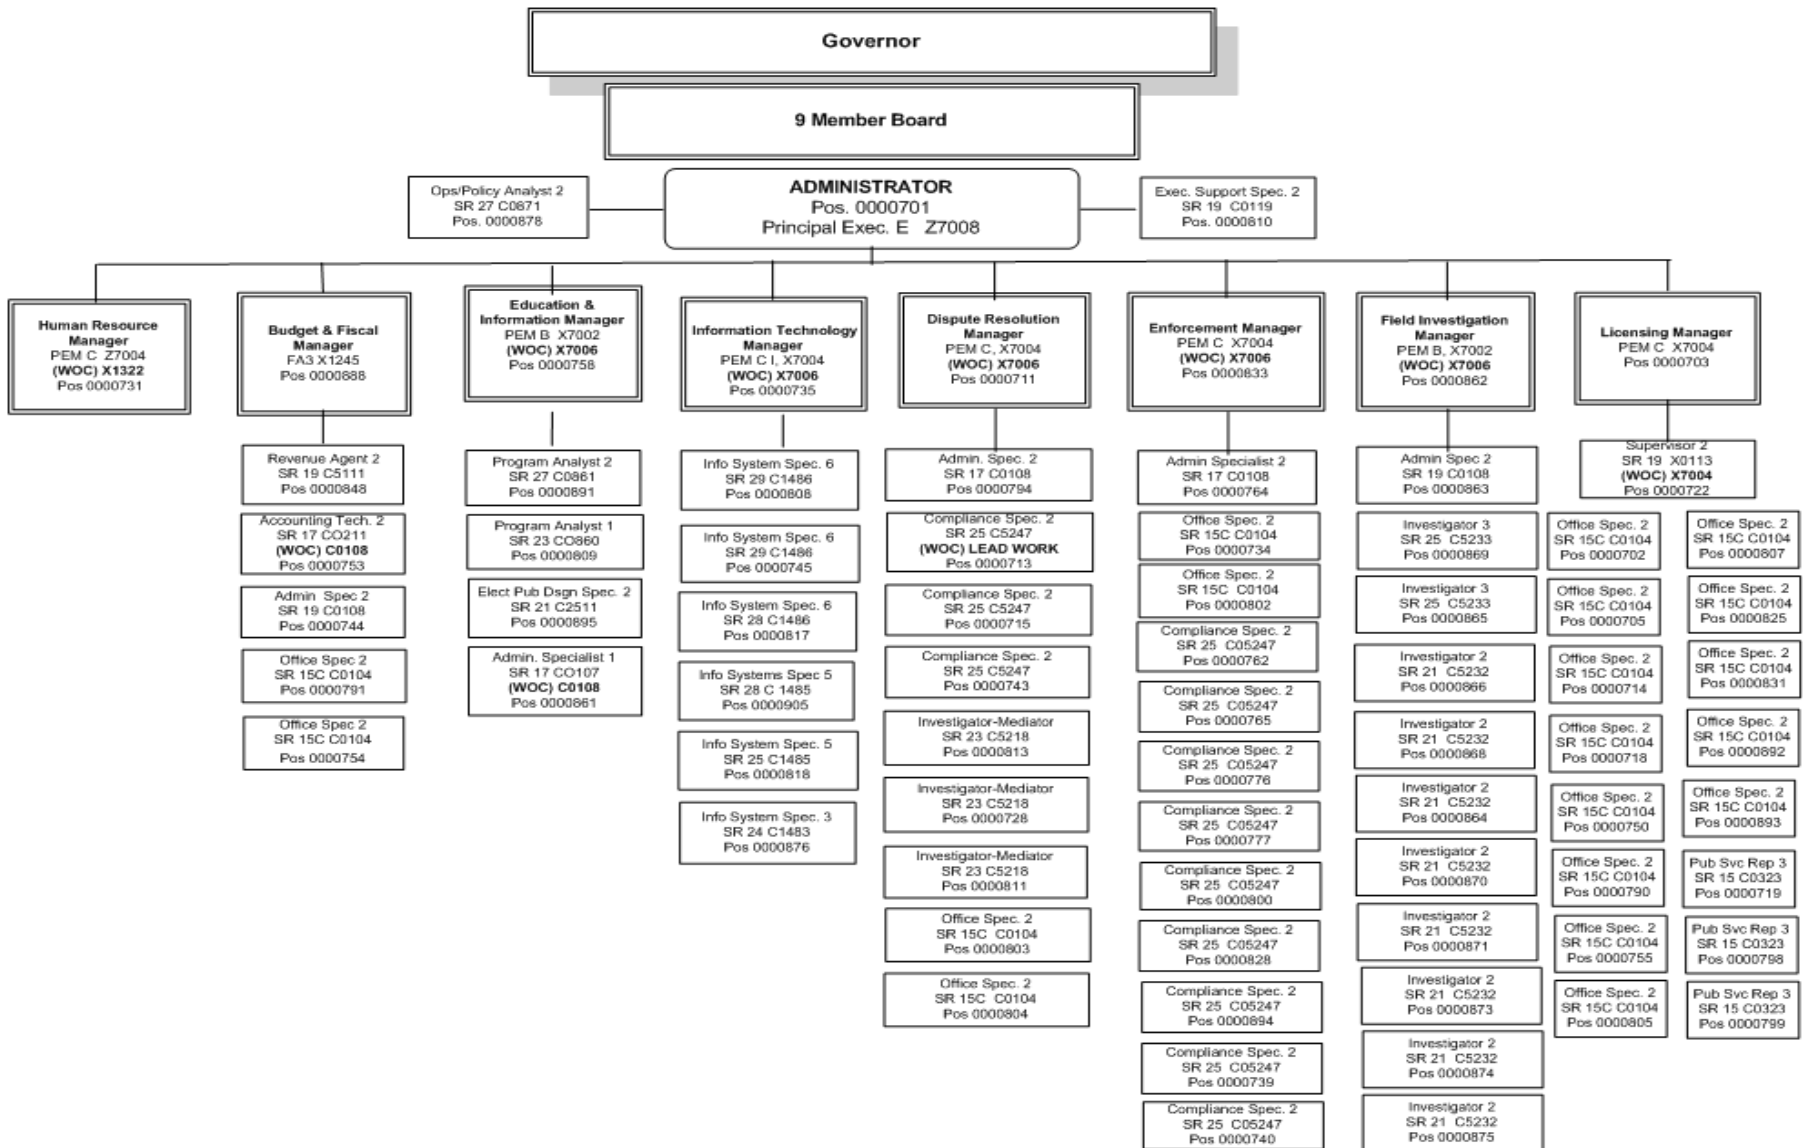 Governor
9 Member Board
Ops/Policy Analyst 2
SR 27 C0871
Pos. 0000878
ADMINISTRATOR
Pos. 0000701
Principal Exec. E Z7008
Exec. Support Spec. 2
SR 19 C0119
Pos. 0000810
Human Resource
Manager
PEM C Z7004
(WOC) X1322
Pos 0000731
Budget & Fiscal
Manager
FA3 X1245
Pos 0000888
Education &
Information Manager
PEM B X7002
(WOC) X7006
Pos 0000758
Information Technology
Manager
PEM C I, X7004
(WOC) X7006
Pos 0000735
Dispute Resolution
Manager
PEM C, X7004
(WOC) X7006
Pos 0000711
Enforcement Manager
PEM C X7004
(WOC) X7006
Pos 0000833
Field Investigation
Manager
PEM B, X7002
(WOC) X7006
Pos 0000862
Licensing Manager
PEM C X7004
Pos 0000703
Revenue Agent 2
SR 19 C5111
Pos 0000848
Accounting Tech. 2
SR 17 CO211
(WOC) C0108
Pos 0000753
Admin Spec 2
SR 19 C0108
Pos 0000744
Office Spec 2
SR 15C C0104
Pos 0000791
Office Spec 2
SR 15C C0104
Pos 0000754
Program Analyst 2
SR 27 C0861
Pos 0000891
Program Analyst 1
SR 23 CO860
Pos 0000809
Elect Pub Dsgn Spec. 2
SR 21 C2511
Pos 0000895
Admin. Specialist 1
SR 17 CO107
(WOC) C0108
Pos 0000861
Info System Spec. 6
SR 29 C1486
Pos 0000808
Info System Spec. 6
SR 29 C1486
Pos 0000745
Info System Spec. 6
SR 28 C1486
Pos 0000817
Info Systems Spec 5
SR 28 C 1485
Pos 0000905
Info System Spec. 5
SR 25 C1485
Pos 0000818
Info System Spec. 3
SR 24 C1483
Pos 0000876
Admin. Spec. 2
SR 17 C0108
Pos 0000794
Compliance Spec. 2
SR 25 C5247
(WOC) LEAD WORK
Pos 0000713
Compliance Spec. 2
SR 25 C5247
Pos 0000715
Compliance Spec. 2
SR 25 C5247
Pos 0000743
Investigator-Mediator
SR 23 C5218
Pos 0000813
Investigator-Mediator
SR 23 C5218
Pos 0000728
Investigator-Mediator
SR 23 C5218
Pos 0000811
Office Spec. 2
SR 15C C0104
Pos 0000803
Office Spec. 2
SR 15C C0104
Pos 0000804
Admin Specialist 2
SR 17 C0108
Pos 0000764
Office Spec. 2
SR 15C C0104
Pos 0000734
Office Spec. 2
SR 15C C0104
Pos 0000802
Compliance Spec. 2
SR 25 C05247
Pos 0000762
Compliance Spec. 2
SR 25 C05247
Pos 0000765
Compliance Spec. 2
SR 25 C05247
Pos 0000776
Compliance Spec. 2
SR 25 C05247
Pos 0000777
Compliance Spec. 2
SR 25 C05247
Pos 0000800
Compliance Spec. 2
SR 25 C05247
Pos 0000828
Compliance Spec. 2
SR 25 C05247
Pos 0000894
Compliance Spec. 2
SR 25 C05247
Pos 0000739
Compliance Spec. 2
SR 25 C05247
Pos 0000740
Admin Spec 2
SR 19 C0108
Pos 0000863
Investigator 3
SR 25 C5233
Pos 0000869
Investigator 3
SR 25 C5233
Pos 0000865
Investigator 2
SR 21 C5232
Pos 0000866
Investigator 2
SR 21 C5232
Pos 0000868
Investigator 2
SR 21 C5232
Pos 0000864
Investigator 2
SR 21 C5232
Pos 0000870
Investigator 2
SR 21 C5232
Pos 0000871
Investigator 2
SR 21 C5232
Pos 0000873
Investigator 2
SR 21 C5232
Pos 0000874
Investigator 2
SR 21 C5232
Pos 0000875
Supervisor 2
SR 19 X0113
(WOC) X7004
Pos 0000722
Office Spec. 2
SR 15C C0104
Pos 0000702
Office Spec. 2
SR 15C C0104
Pos 0000705
Office Spec. 2
SR 15C C0104
Pos 0000714
Office Spec. 2
SR 15C C0104
Pos 0000718
Office Spec. 2
SR 15C C0104
Pos 0000750
Office Spec. 2
SR 15C C0104
Pos 0000790
Office Spec. 2
SR 15C C0104
Pos 0000755
Office Spec. 2
SR 15C C0104
Pos 0000805
Office Spec. 2
SR 15C C0104
Pos 0000807
Office Spec. 2
SR 15C C0104
Pos 0000825
Office Spec. 2
SR 15C C0104
Pos 0000831
Office Spec. 2
SR 15C C0104
Pos 0000892
Office Spec. 2
SR 15C C0104
Pos 0000893
Pub Svc Rep 3
SR 15 C0323
Pos 0000719
Pub Svc Rep 3
SR 15 C0323
Pos 0000798
Pub Svc Rep 3
SR 15 C0323
Pos 0000799